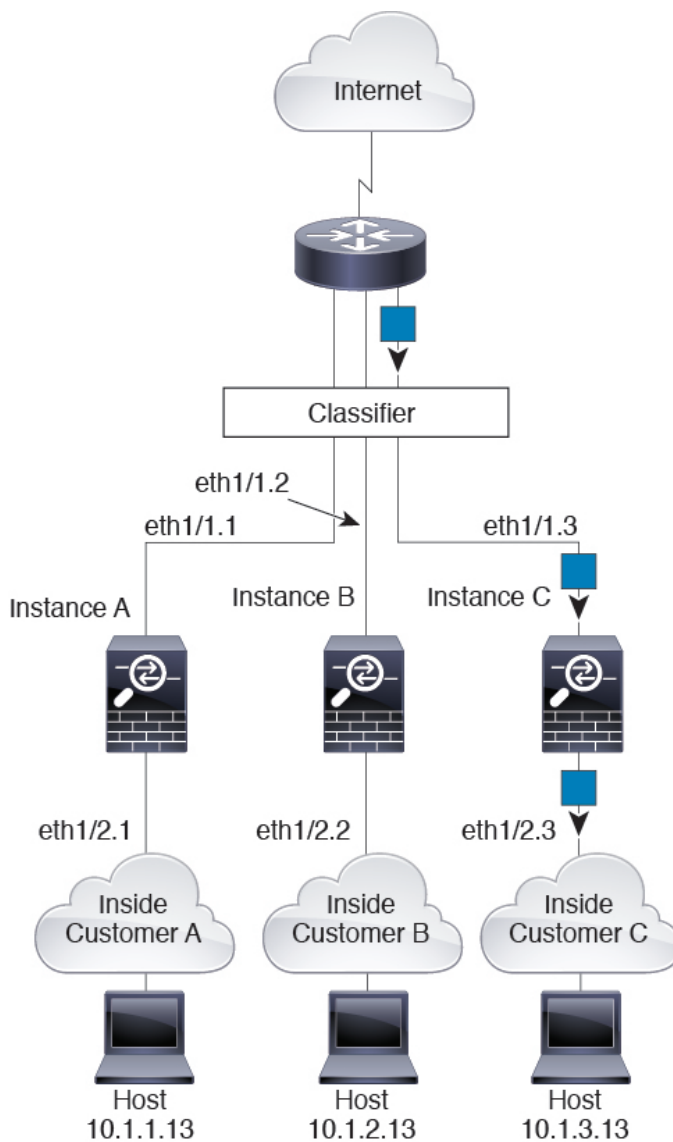 Internet
Classifier
eth1/1.2
eth1/1.1
eth1/1.3
Instance A
Instance B
Instance C
eth1/2.1
eth1/2.2
eth1/2.3
Inside
Customer A
Inside
Customer B
Inside
Customer C
Host
10.1.1.13
Host
10.1.2.13
Host
10.1.3.13